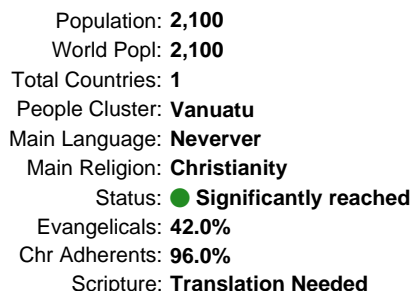 Population: 2,100
World Popl: 2,100
Total Countries: 1
People Cluster: Vanuatu
Main Language: Neverver
Main Religion: Christianity
Status: Significantly reached
Evangelicals: 42.0%
Chr Adherents: 96.0%
Scripture: Translation Needed